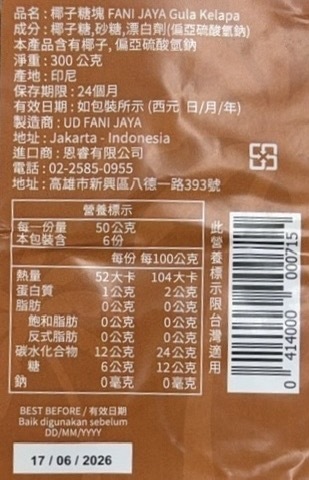 品名：椰子糖塊 FANI JAYA Gula Kelapa
成分：椰子糖,砂糖,漂白劑(偏亞硫酸氫鈉)
本產品含有椰子, 偏亞硫酸氫鈉
淨重：300 公克
產地：印尼
保存期限：24個月
有效日期：如包裝所示 (西元 日/月/年)
製造商：UD FANI JAYA
地址：Jakarta - Indonesia
進口商：恩睿有限公司
電話：02-2585-0955
地址：高雄市新興區八德一路393號
營養標示
每一份量 50公克
本包裝含 6份
每份 每100公克
熱量 52大卡 104大卡
蛋白質 1公克 2公克
脂肪 0公克 0公克
飽和脂肪 0公克 0公克
反式脂肪 0公克 0公克
碳水化合物 12公克 24公克
糖 6公克 12公克
鈉 0毫克 0毫克
此營養標示限台灣適用
0 414000 000715
BEST BEFORE / 有效日期
Baik digunakan sebelum
DD/MM/YYYY
17 / 06 / 2026